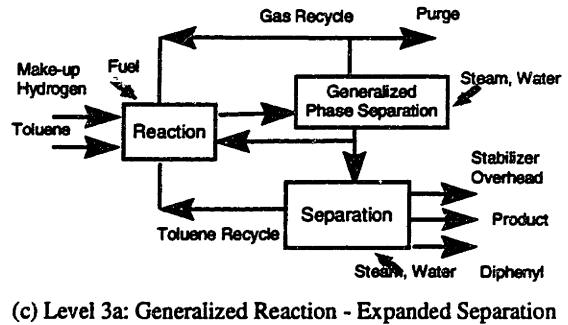 Gas Recycle
Purge
Make-up
Hydrogen
Fuel
Generalized
Phase Separation
Steam, Water
Toluene
Reaction
Stabilizer
Overhead
Separation
Product
Toluene Recycle
Steam, Water
Diphenyl
(c) Level 3a: Generalized Reaction - Expanded Separation